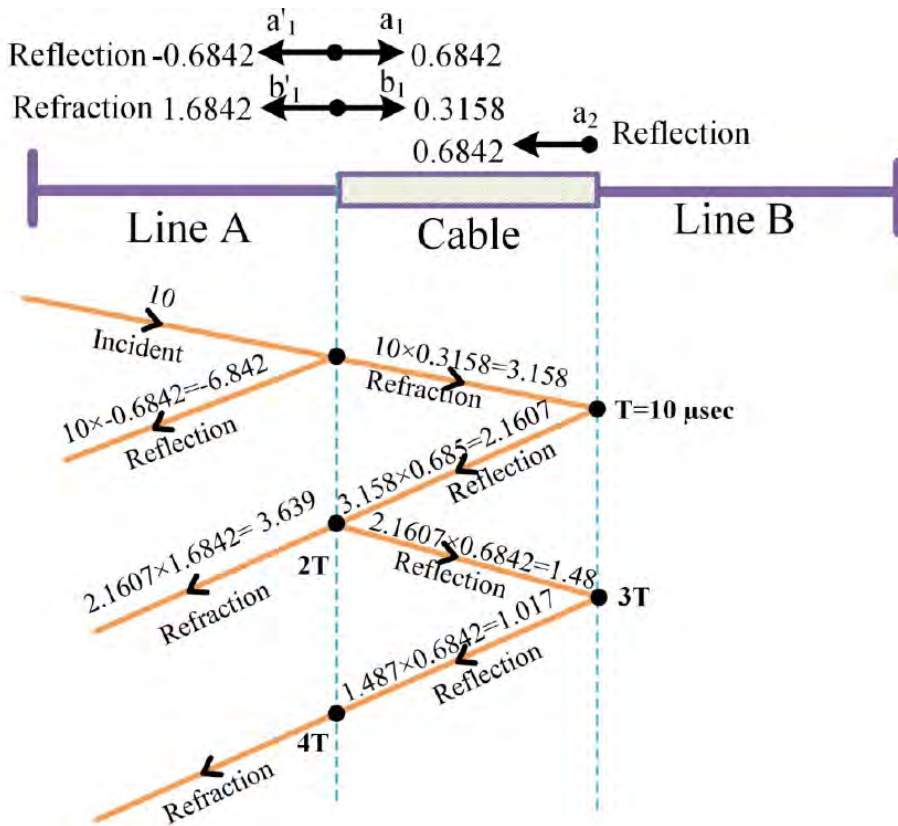 a'1 a1
Reflection -0.6842 0.6842
b'1 b1
Refraction 1.6842 0.3158
a2 Reflection
0.6842
Line A Cable Line B
10
Incident
10×0.3158=3.158
Refraction
T=10 μsec
10×-0.6842=-6.842
Reflection
3.158×0.685=2.1607
Reflection
2.1607×1.6842= 3.639
Refraction
2T
2.1607×0.6842=1.48
Reflection
3T
1.487×0.6842=1.017
Reflection
4T
Refraction